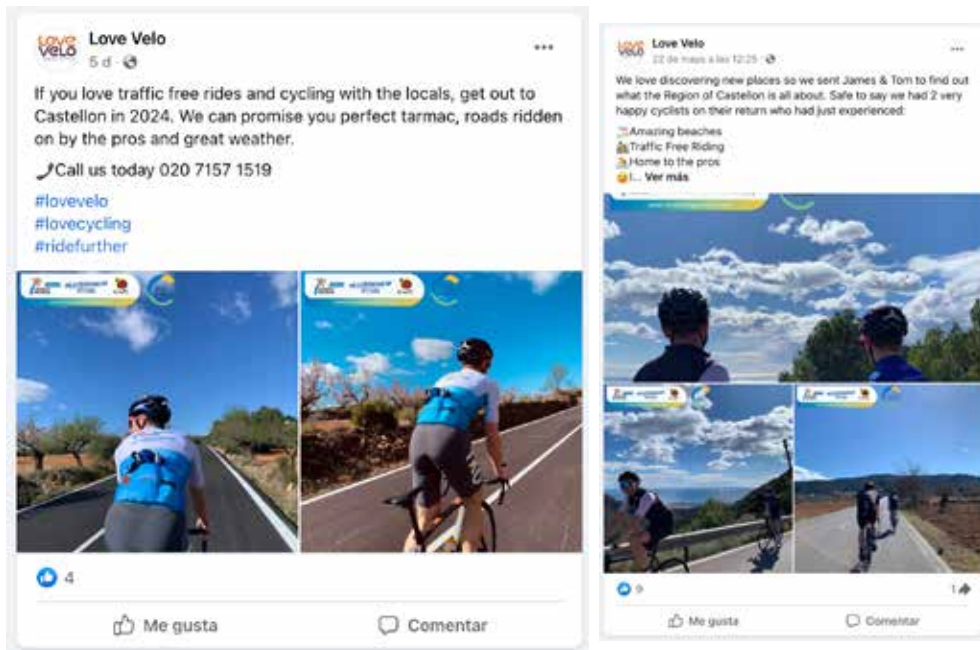 LOVE
VELO
Love Velo
5 d
If you love traffic free rides and cycling with the locals, get out to
Castellon in 2024. We can promise you perfect tarmac, roads ridden
on by the pros and great weather.
Call us today 020 7157 1519
#lovevelo
#lovecycling
#ridefurther
4
Me gusta
Comentar
LOVE
VELO
Love Velo
22 de mayo a las 12:25
We love discovering new places so we sent James & Tom to find out
what the Region of Castellon is all about. Safe to say we had 2 very
happy cyclists on their return who had just experienced:
Amazing beaches
Traffic Free Riding
Home to the pros
I... Ver más
9
1
Me gusta
Comentar